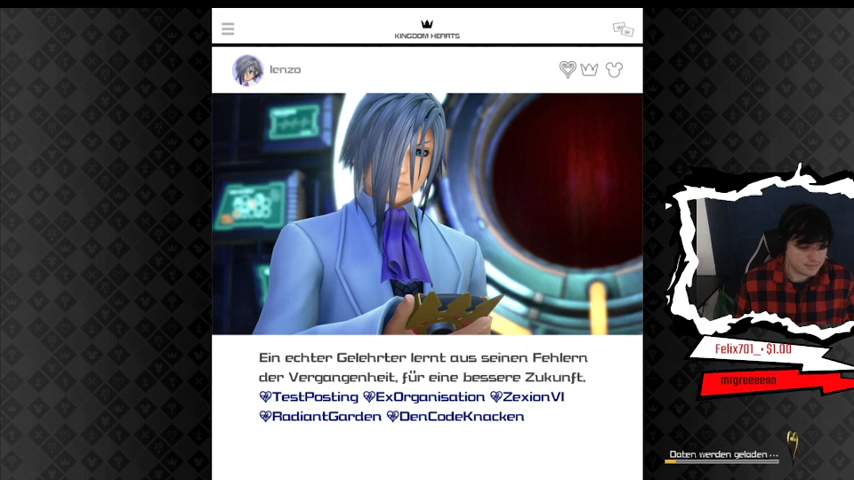 KINGDOM HEARTS
Ienzo
Ein echter Gelehrter lernt aus seinen Fehlern
der Vergangenheit, für eine bessere Zukunft.
TestPosting ExOrganisation ZexionVI
RadiantGarden DenCodeKnacken
Felix701_ • $1.00
mrgreeeenn
Daten werden geladen...